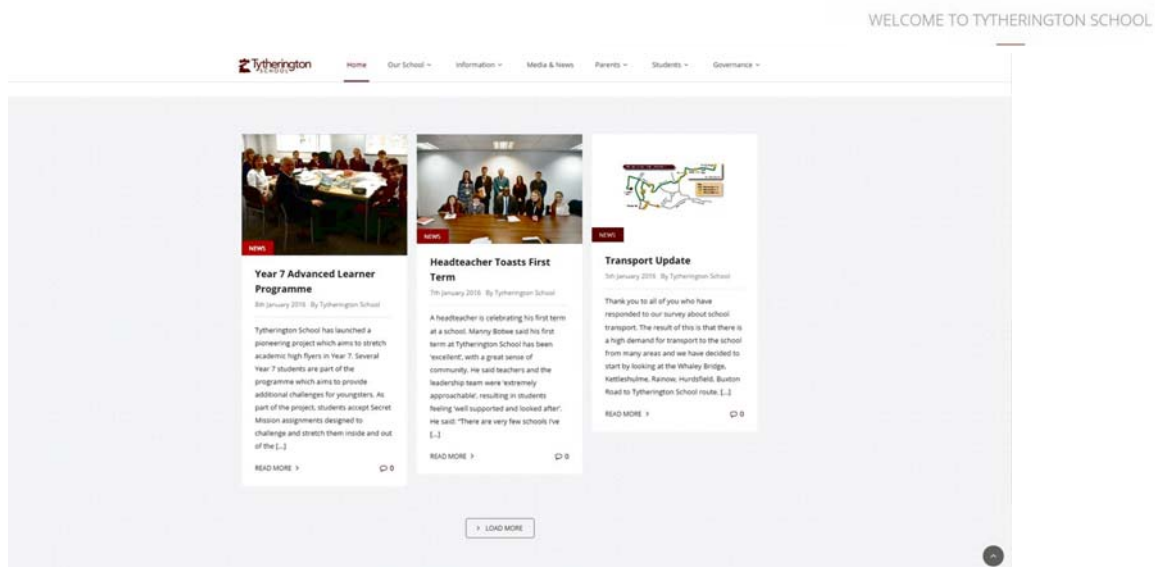 WELCOME TO TYTHERINGTON SCHOOL
Tytherington
SCHOOL
Home
Our School
Information
Media & News
Parents
Students
Governance
NEWS
Year 7 Advanced Learner
Programme
8th January 2016 By Tytherington School
Tytherington School has launched a
pioneering project which aims to stretch
academic high flyers in Year 7. Several
Year 7 students are part of the
programme which aims to provide
additional challenges for youngsters. As
part of the project, students accept Secret
Mission assignments designed to
challenge and stretch them inside and out
of the [...]
READ MORE >
0
NEWS
Headteacher Toasts First
Term
7th January 2016 By Tytherington School
A headteacher is celebrating his first term
at a school. Manny Botwe said his first
term at Tytherington School has been
'excellent', with a great sense of
community. He said teachers and the
leadership team were 'extremely
approachable', resulting in students
feeling 'well supported and looked after'.
He said: "There are very few schools I've
[...]
READ MORE >
0
NEWS
Transport Update
5th January 2016 By Tytherington School
Thank you to all of you who have
responded to our survey about school
transport. The result of this is that there is
a high demand for transport to the school
from many areas and we have decided to
start by looking at the Whaley Bridge,
Kettleshulme, Rainow, Hurdsfield, Buxton
Road to Tytherington School route. [...]
READ MORE >
0
> LOAD MORE